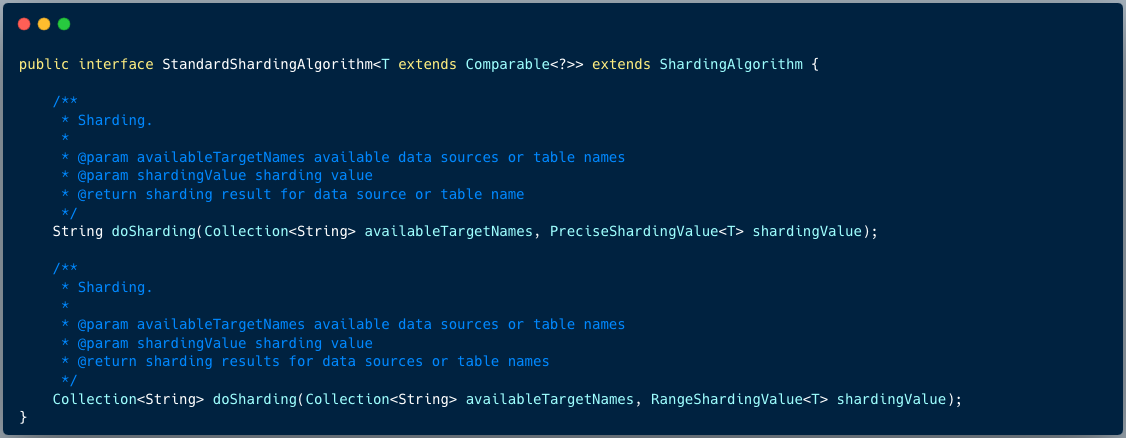 public interface StandardShardingAlgorithm<T extends Comparable<?>> extends ShardingAlgorithm {
/**
* Sharding.
*
* @param availableTargetNames available data sources or table names
* @param shardingValue sharding value
* @return sharding result for data source or table name
*/
String doSharding(Collection<String> availableTargetNames, PreciseShardingValue<T> shardingValue);
/**
* Sharding.
*
* @param availableTargetNames available data sources or table names
* @param shardingValue sharding value
* @return sharding results for data sources or table names
*/
Collection<String> doSharding(Collection<String> availableTargetNames, RangeShardingValue<T> shardingValue);
}